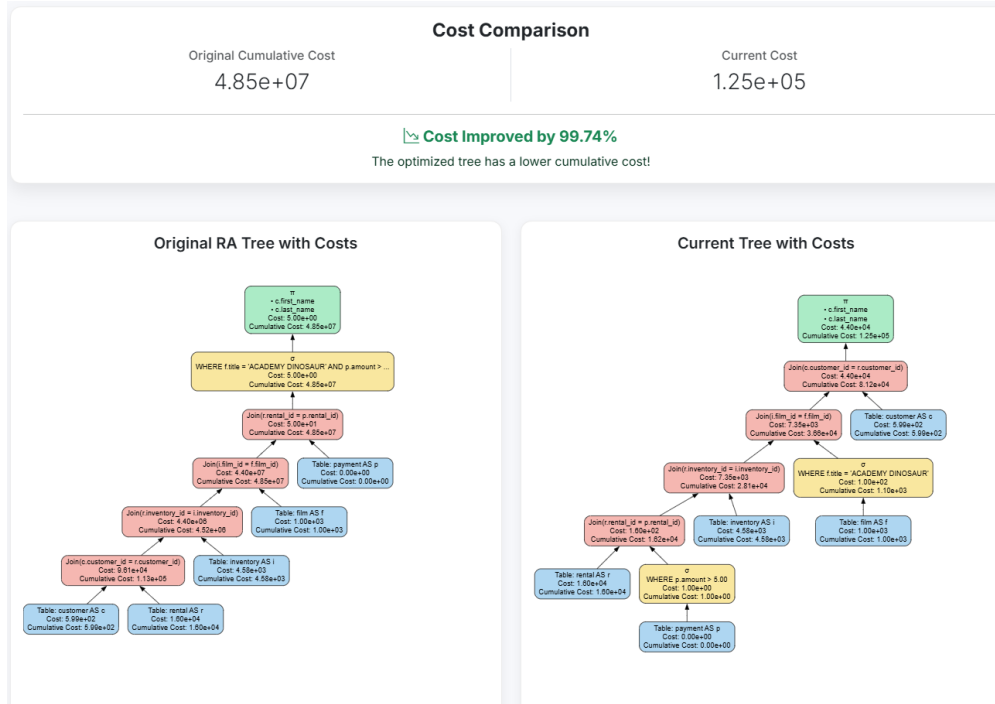 Cost Comparison
Original Cumulative Cost
4.85e+07
Current Cost
1.25e+05
Cost Improved by 99.74%
The optimized tree has a lower cumulative cost!
Original RA Tree with Costs
π
• c.first_name
• c.last_name
Cost: 5.00e+00
Cumulative Cost: 4.85e+07
σ
WHERE f.title = 'ACADEMY DINOSAUR' AND p.amount > ...
Cost: 5.00e+00
Cumulative Cost: 4.85e+07
Join(r.rental_id = p.rental_id)
Cost: 5.00e+01
Cumulative Cost: 4.85e+07
Join(i.film_id = f.film_id)
Cost: 4.40e+07
Cumulative Cost: 4.85e+07
Table: payment AS p
Cost: 0.00e+00
Cumulative Cost: 0.00e+00
Join(r.inventory_id = i.inventory_id)
Cost: 4.40e+06
Cumulative Cost: 4.52e+06
Table: film AS f
Cost: 1.00e+03
Cumulative Cost: 1.00e+03
Join(c.customer_id = r.customer_id)
Cost: 9.61e+04
Cumulative Cost: 1.13e+05
Table: inventory AS i
Cost: 4.58e+03
Cumulative Cost: 4.58e+03
Table: customer AS c
Cost: 5.99e+02
Cumulative Cost: 5.99e+02
Table: rental AS r
Cost: 1.60e+04
Cumulative Cost: 1.60e+04
Current Tree with Costs
π
• c.first_name
• c.last_name
Cost: 4.40e+04
Cumulative Cost: 1.25e+05
Join(c.customer_id = r.customer_id)
Cost: 4.40e+04
Cumulative Cost: 8.12e+04
Join(i.film_id = f.film_id)
Cost: 7.35e+03
Cumulative Cost: 3.66e+04
Table: customer AS c
Cost: 5.99e+02
Cumulative Cost: 5.99e+02
Join(r.inventory_id = i.inventory_id)
Cost: 7.35e+03
Cumulative Cost: 2.81e+04
σ
WHERE f.title = 'ACADEMY DINOSAUR'
Cost: 1.00e+02
Cumulative Cost: 1.10e+03
Join(r.rental_id = p.rental_id)
Cost: 1.60e+02
Cumulative Cost: 1.62e+04
Table: inventory AS i
Cost: 4.58e+03
Cumulative Cost: 4.58e+03
Table: film AS f
Cost: 1.00e+03
Cumulative Cost: 1.00e+03
Table: rental AS r
Cost: 1.60e+04
Cumulative Cost: 1.60e+04
σ
WHERE p.amount > 5.00
Cost: 1.00e+00
Cumulative Cost: 1.00e+00
Table: payment AS p
Cost: 0.00e+00
Cumulative Cost: 0.00e+00